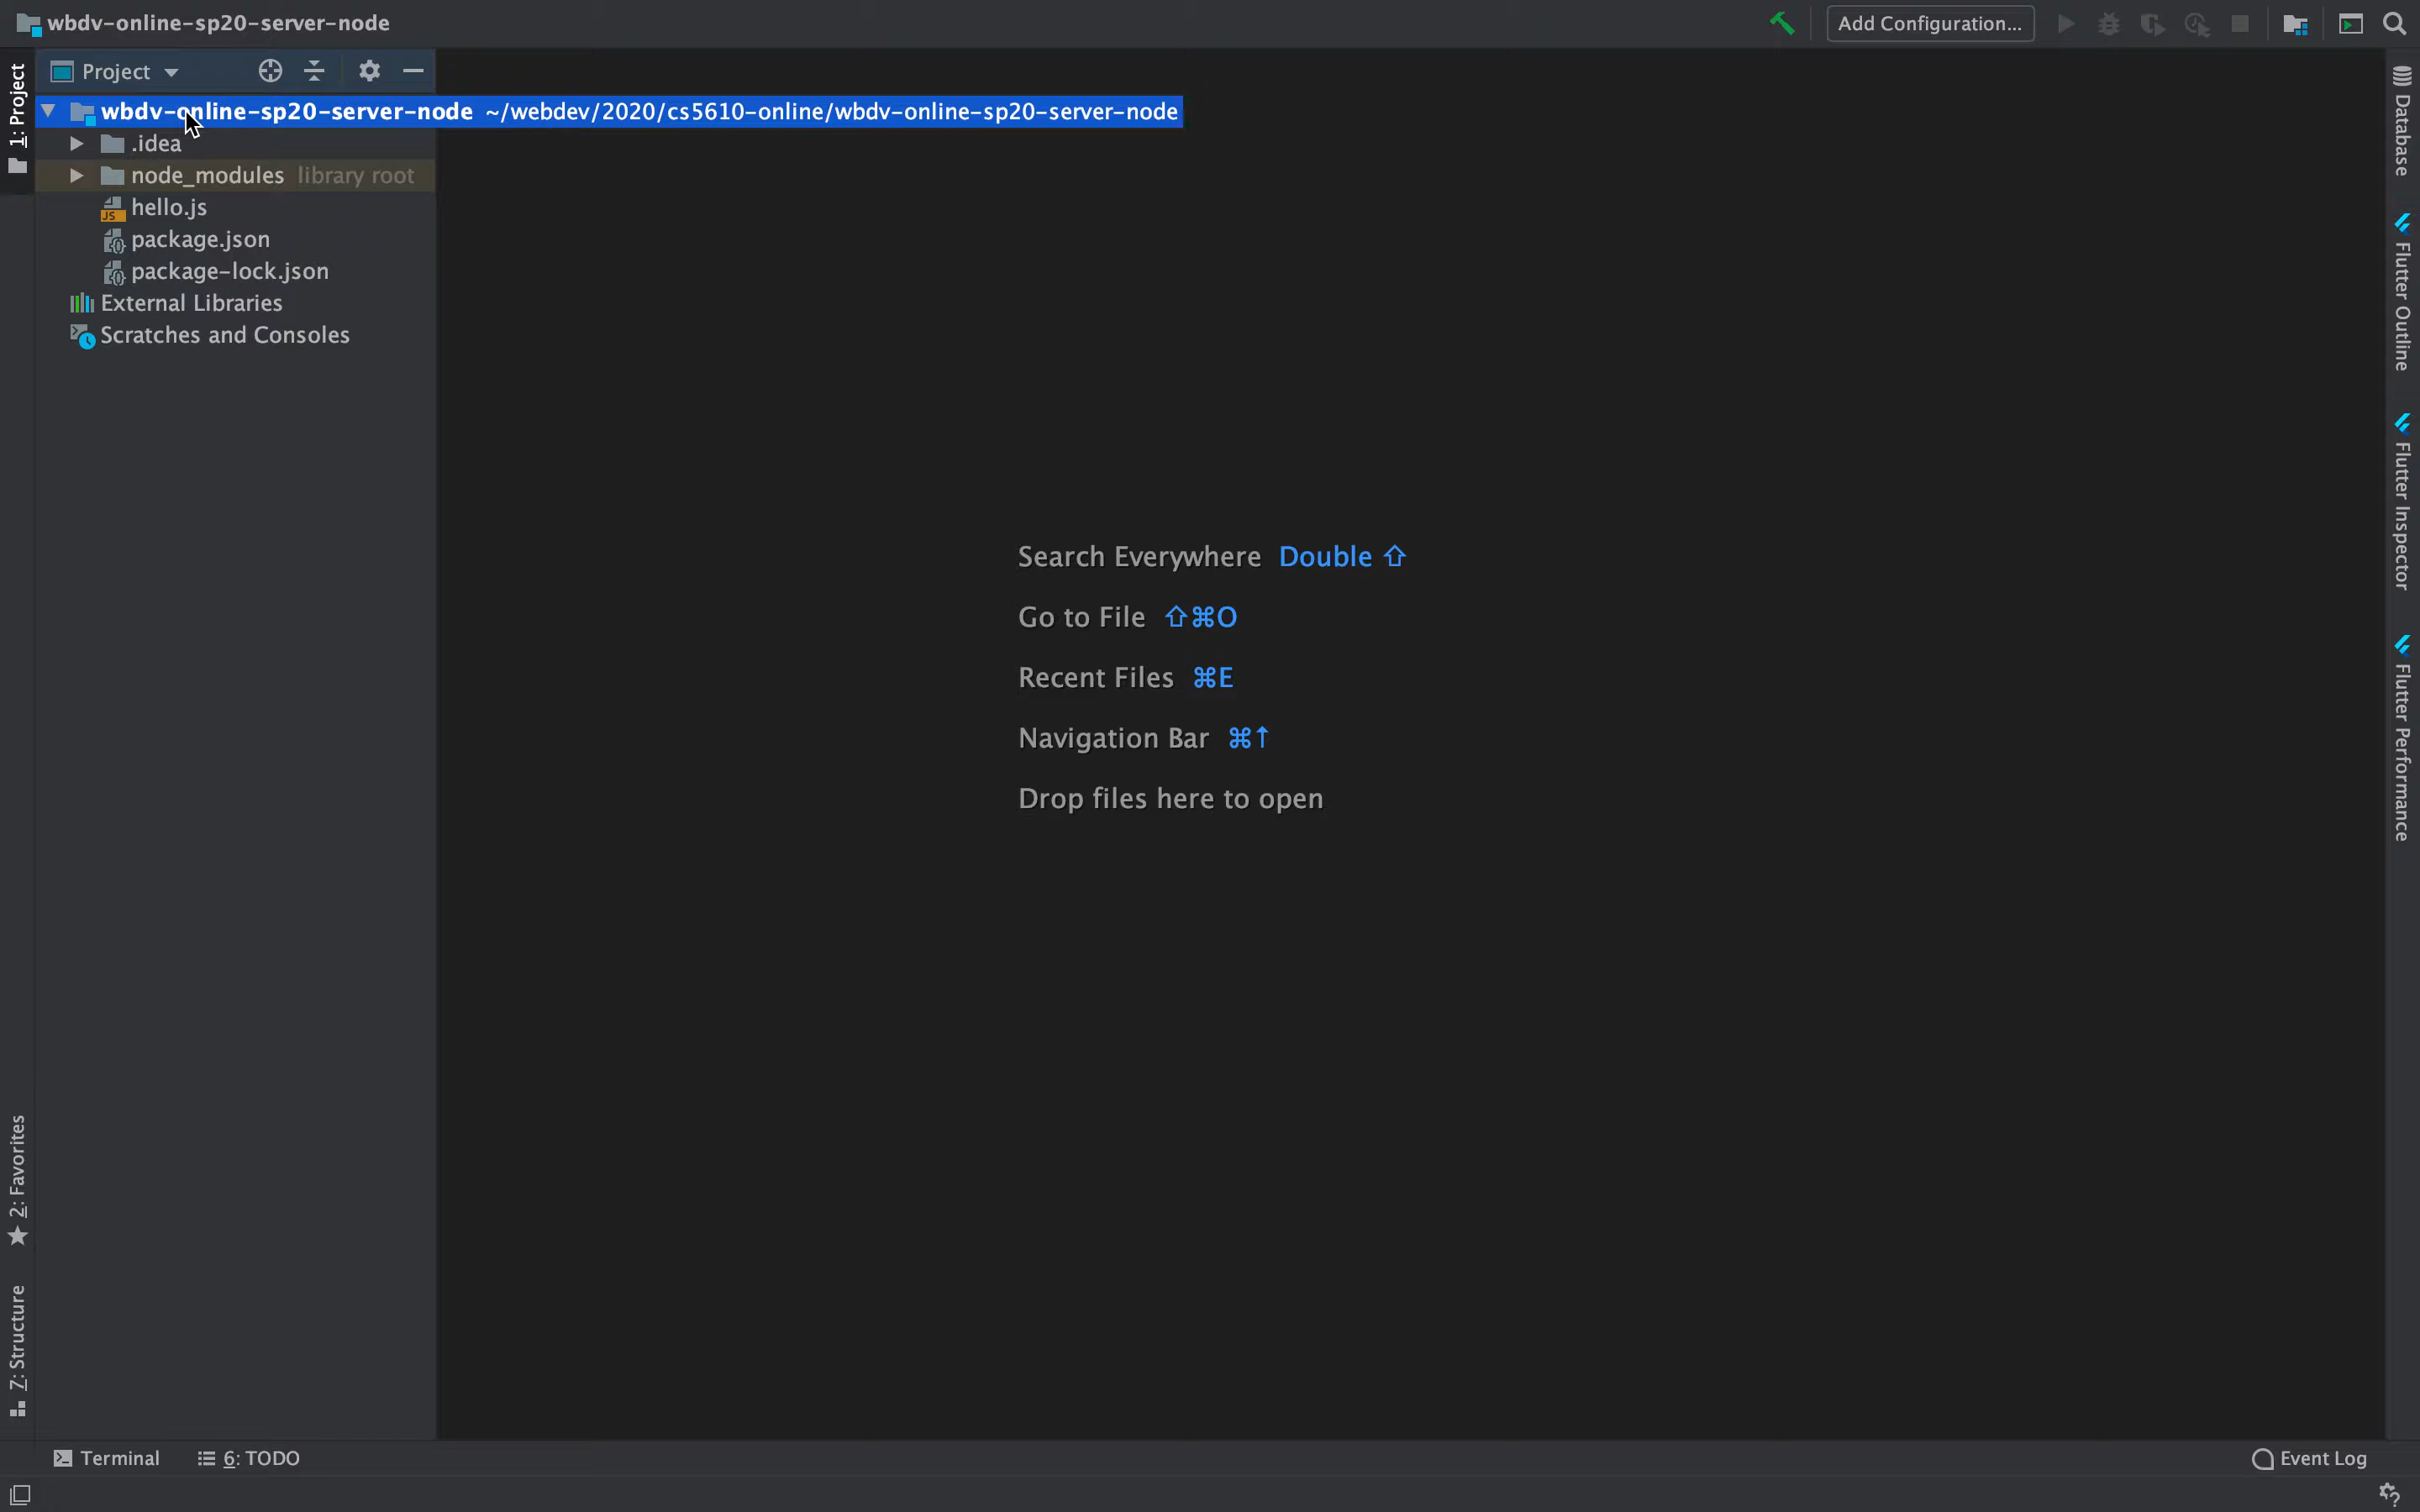 wbdv-online-sp20-server-node
Add Configuration...
1: Project
Project
wbdv-online-sp20-server-node ~/webdev/2020/cs5610-online/wbdv-online-sp20-server-node
.idea
node_modules library root
hello.js
package.json
package-lock.json
External Libraries
Scratches and Consoles
Search Everywhere Double ⇧
Go to File ⇧⌘O
Recent Files ⌘E
Navigation Bar ⌘↑
Drop files here to open
Database
Flutter Outline
Flutter Inspector
Flutter Performance
2: Favorites
Z: Structure
Terminal
6: TODO
Event Log